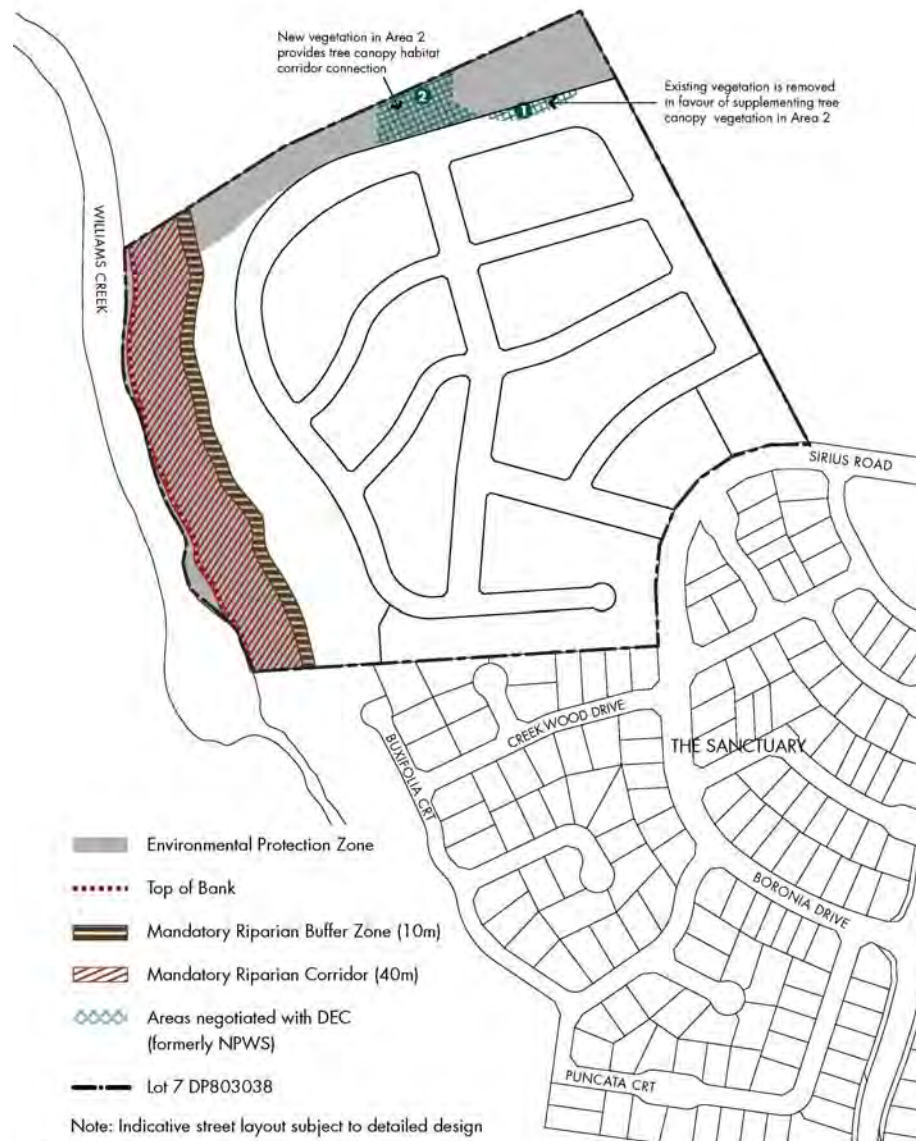 New vegetation in Area 2
provides tree canopy habitat
corridor connection
2
1
Existing vegetation is removed
in favour of supplementing tree
canopy vegetation in Area 2
WILLIAMS CREEK
SIRIUS ROAD
CREEKWOOD DRIVE
THE SANCTUARY
BUXIFOLIA CRT
BORONIA DRIVE
PUNCATA CRT
Environmental Protection Zone
Top of Bank
Mandatory Riparian Buffer Zone (10m)
Mandatory Riparian Corridor (40m)
Areas negotiated with DEC
(formerly NPWS)
Lot 7 DP803038
Note: Indicative street layout subject to detailed design